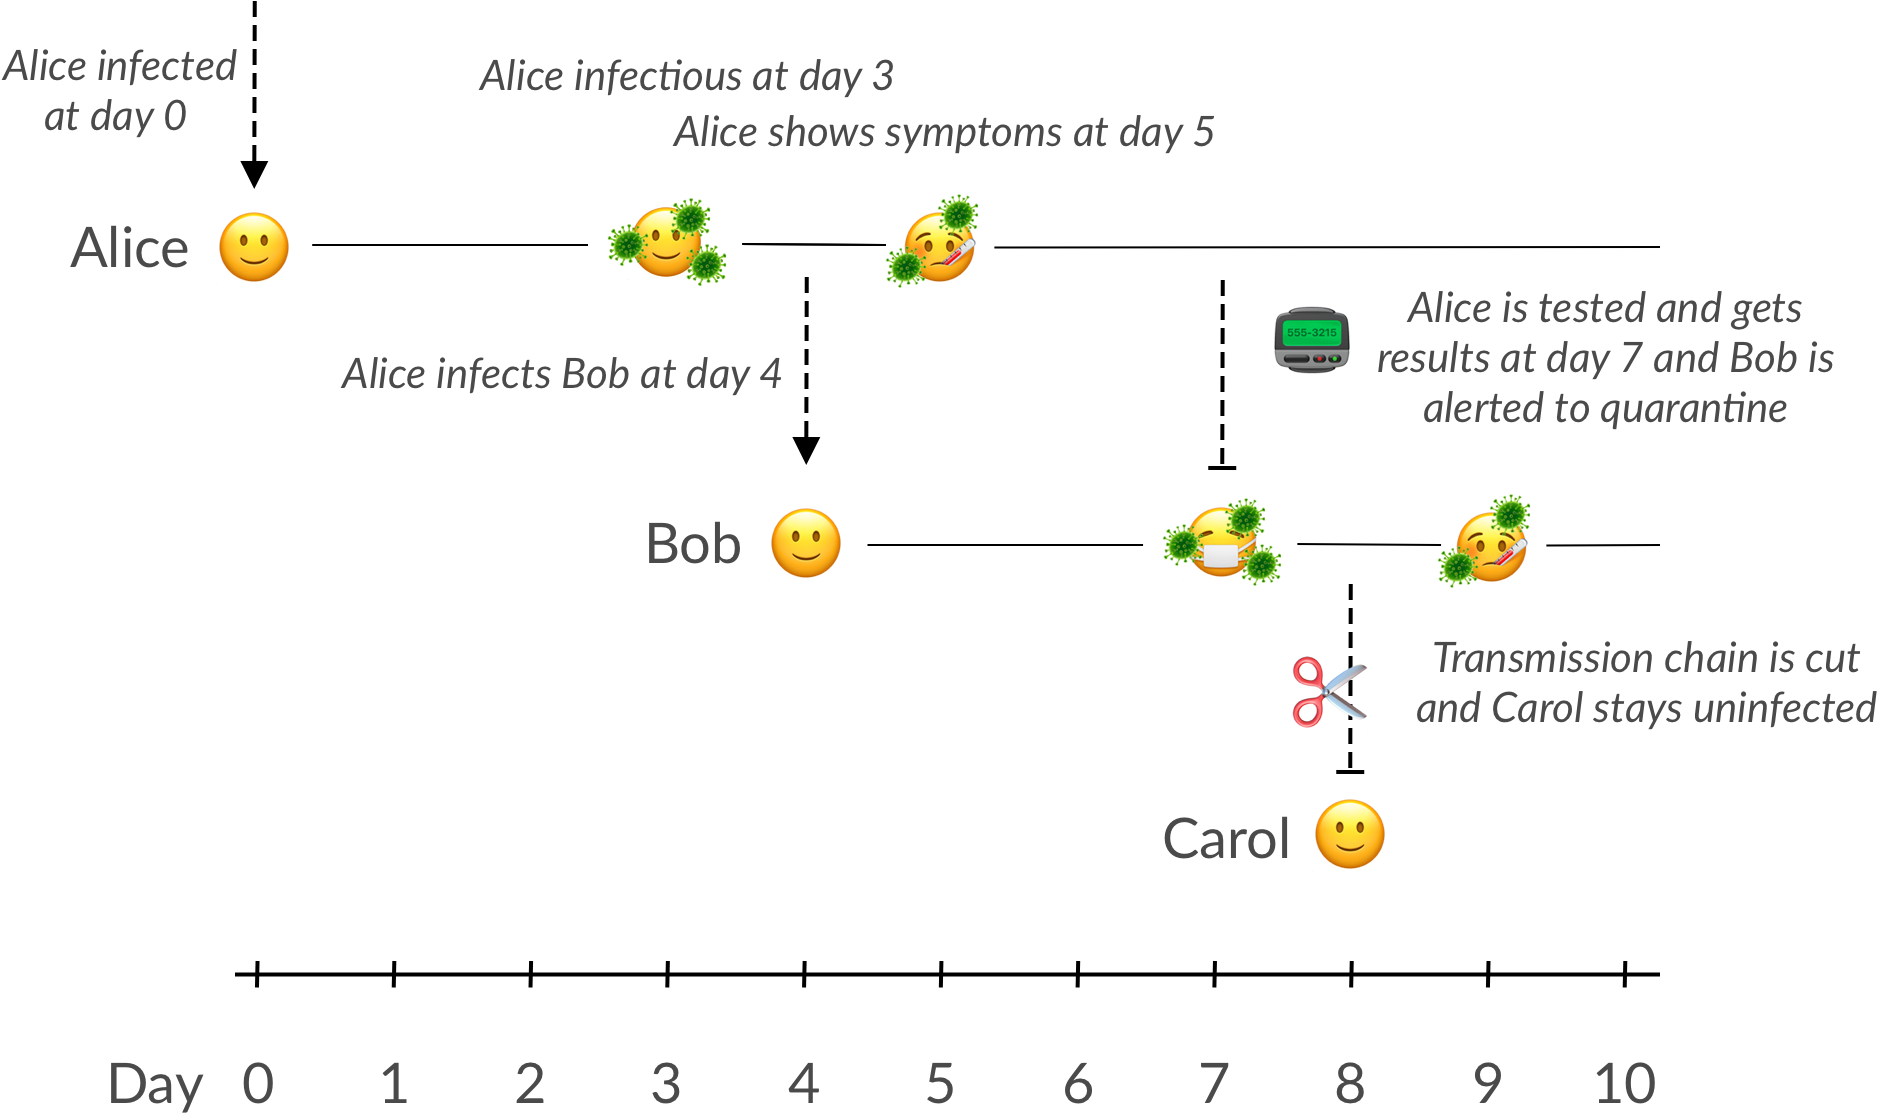 Alice infected
at day 0
Alice infectious at day 3
Alice shows symptoms at day 5
Alice
555-3215
Alice is tested and gets
results at day 7 and Bob is
alerted to quarantine
Alice infects Bob at day 4
Bob
Transmission chain is cut
and Carol stays uninfected
Carol
Day 0 1 2 3 4 5 6 7 8 9 10